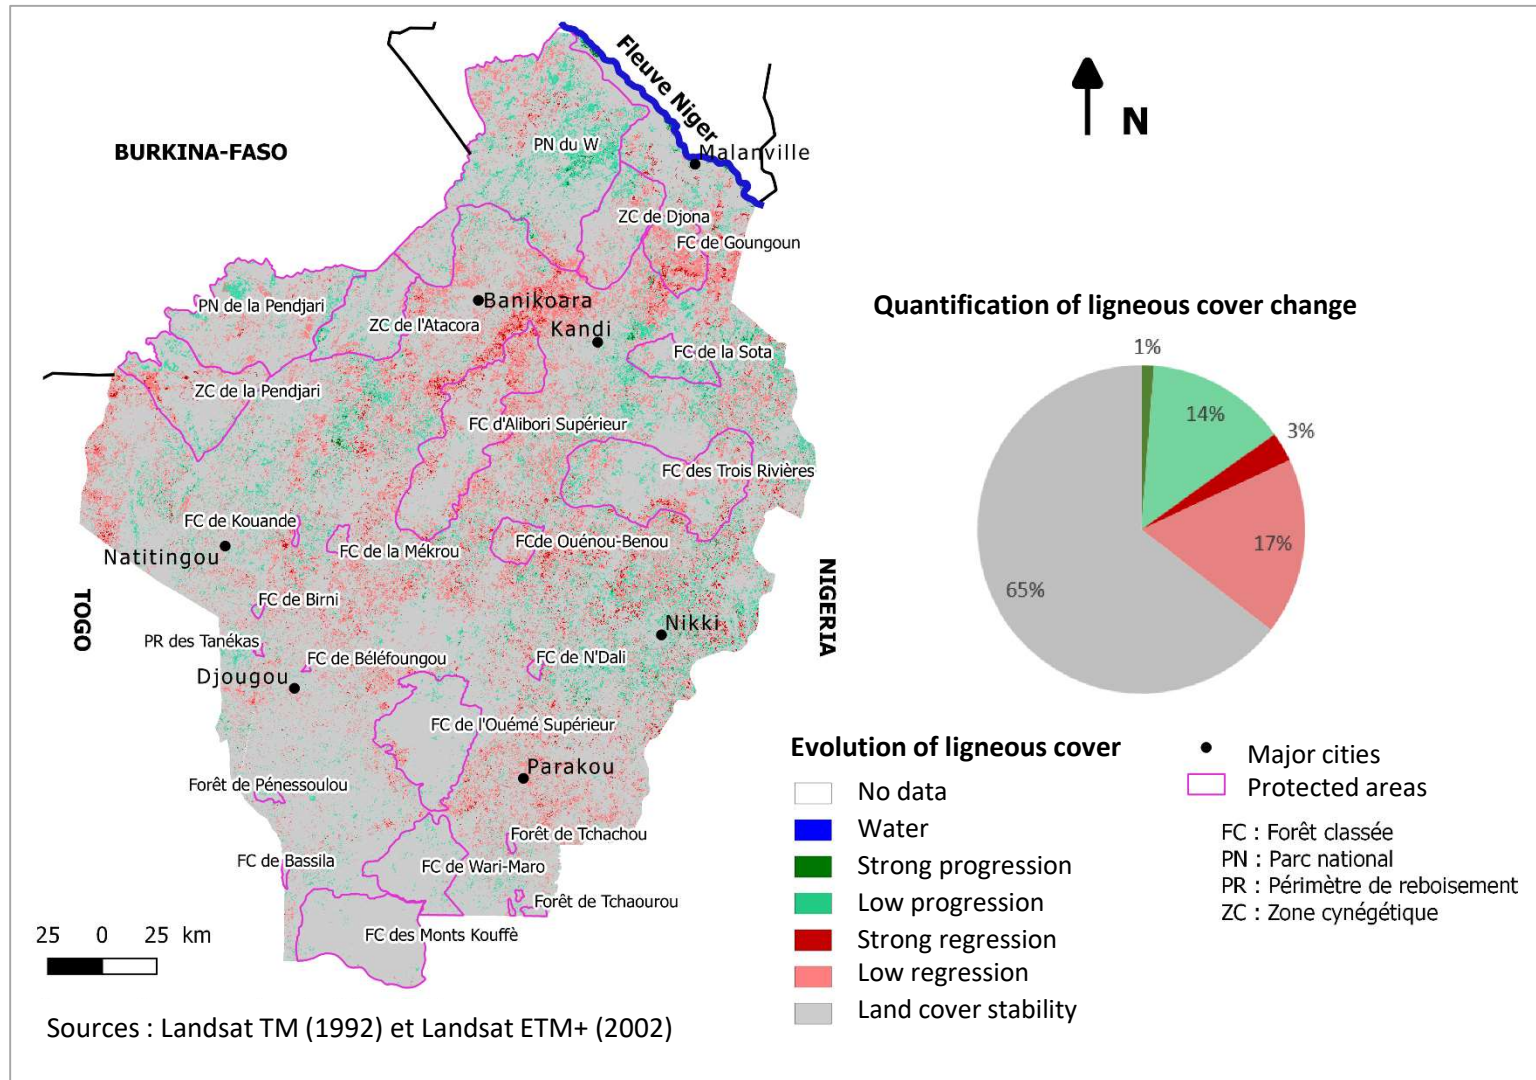 Fleuve Niger
N
BURKINA-FASO
PN du W
Malanville
ZC de Djona
FC de Goungoun
PN de la Pendjari
Banikoara
ZC de l'Atacora
Kandi
FC de la Sota
ZC de la Pendjari
FC d'Alibori Supérieur
FC des Trois Rivières
FC de Kouande
Natitingou
FC de la Mékrou
FCde Ouénou-Benou
NIGERIA
TOGO
FC de Birni
Nikki
PR des Tanékas
FC de Béléfoungou
FC de N'Dali
Djougou
FC de l'Ouémé Supérieur
Parakou
Forêt de Pénessoulou
Forêt de Tchachou
FC de Bassila
FC de Wari-Maro
Forêt de Tchaourou
FC des Monts Kouffè
25 0 25 km
Sources : Landsat TM (1992) et Landsat ETM+ (2002)
Quantification of ligneous cover change
1%
14%
3%
17%
65%
Evolution of ligneous cover
No data
Water
Strong progression
Low progression
Strong regression
Low regression
Land cover stability
Major cities
Protected areas
FC : Forêt classée
PN : Parc national
PR : Périmètre de reboisement
ZC : Zone cynégétique